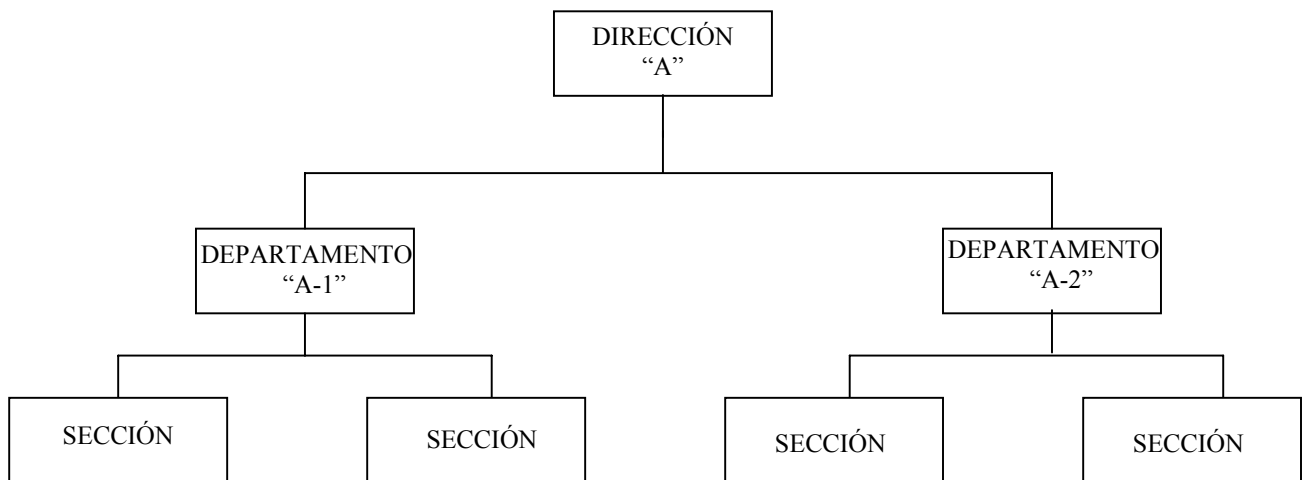 DIRECCIÓN
“A”
DEPARTAMENTO
“A-1”
DEPARTAMENTO
“A-2”
SECCIÓN
SECCIÓN
SECCIÓN
SECCIÓN